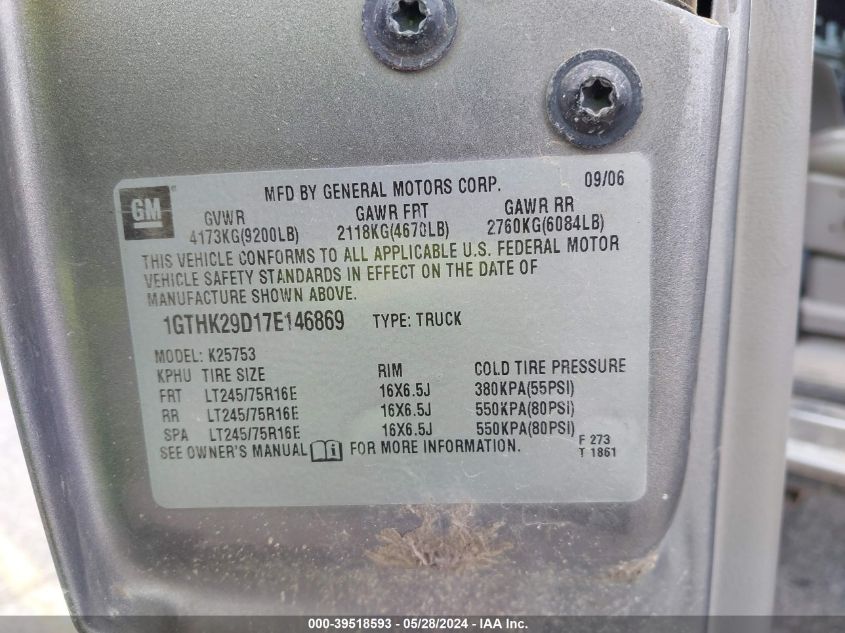 GM
MFD BY GENERAL MOTORS CORP. 09/06
GVWR GAWR FRT GAWR RR
4173KG(9200LB) 2118KG(4670LB) 2760KG(6084LB)
THIS VEHICLE CONFORMS TO ALL APPLICABLE U.S. FEDERAL MOTOR
VEHICLE SAFETY STANDARDS IN EFFECT ON THE DATE OF
MANUFACTURE SHOWN ABOVE.
1GTHK29D17E146869 TYPE: TRUCK
MODEL: K25753
KPHU TIRE SIZE RIM COLD TIRE PRESSURE
FRT LT245/75R16E 16X6.5J 380KPA(55PSI)
RR LT245/75R16E 16X6.5J 550KPA(80PSI)
SPA LT245/75R16E 16X6.5J 550KPA(80PSI)
SEE OWNER'S MANUAL FOR MORE INFORMATION. F 273
T 1861
000-39518593 - 05/28/2024 - IAA Inc.